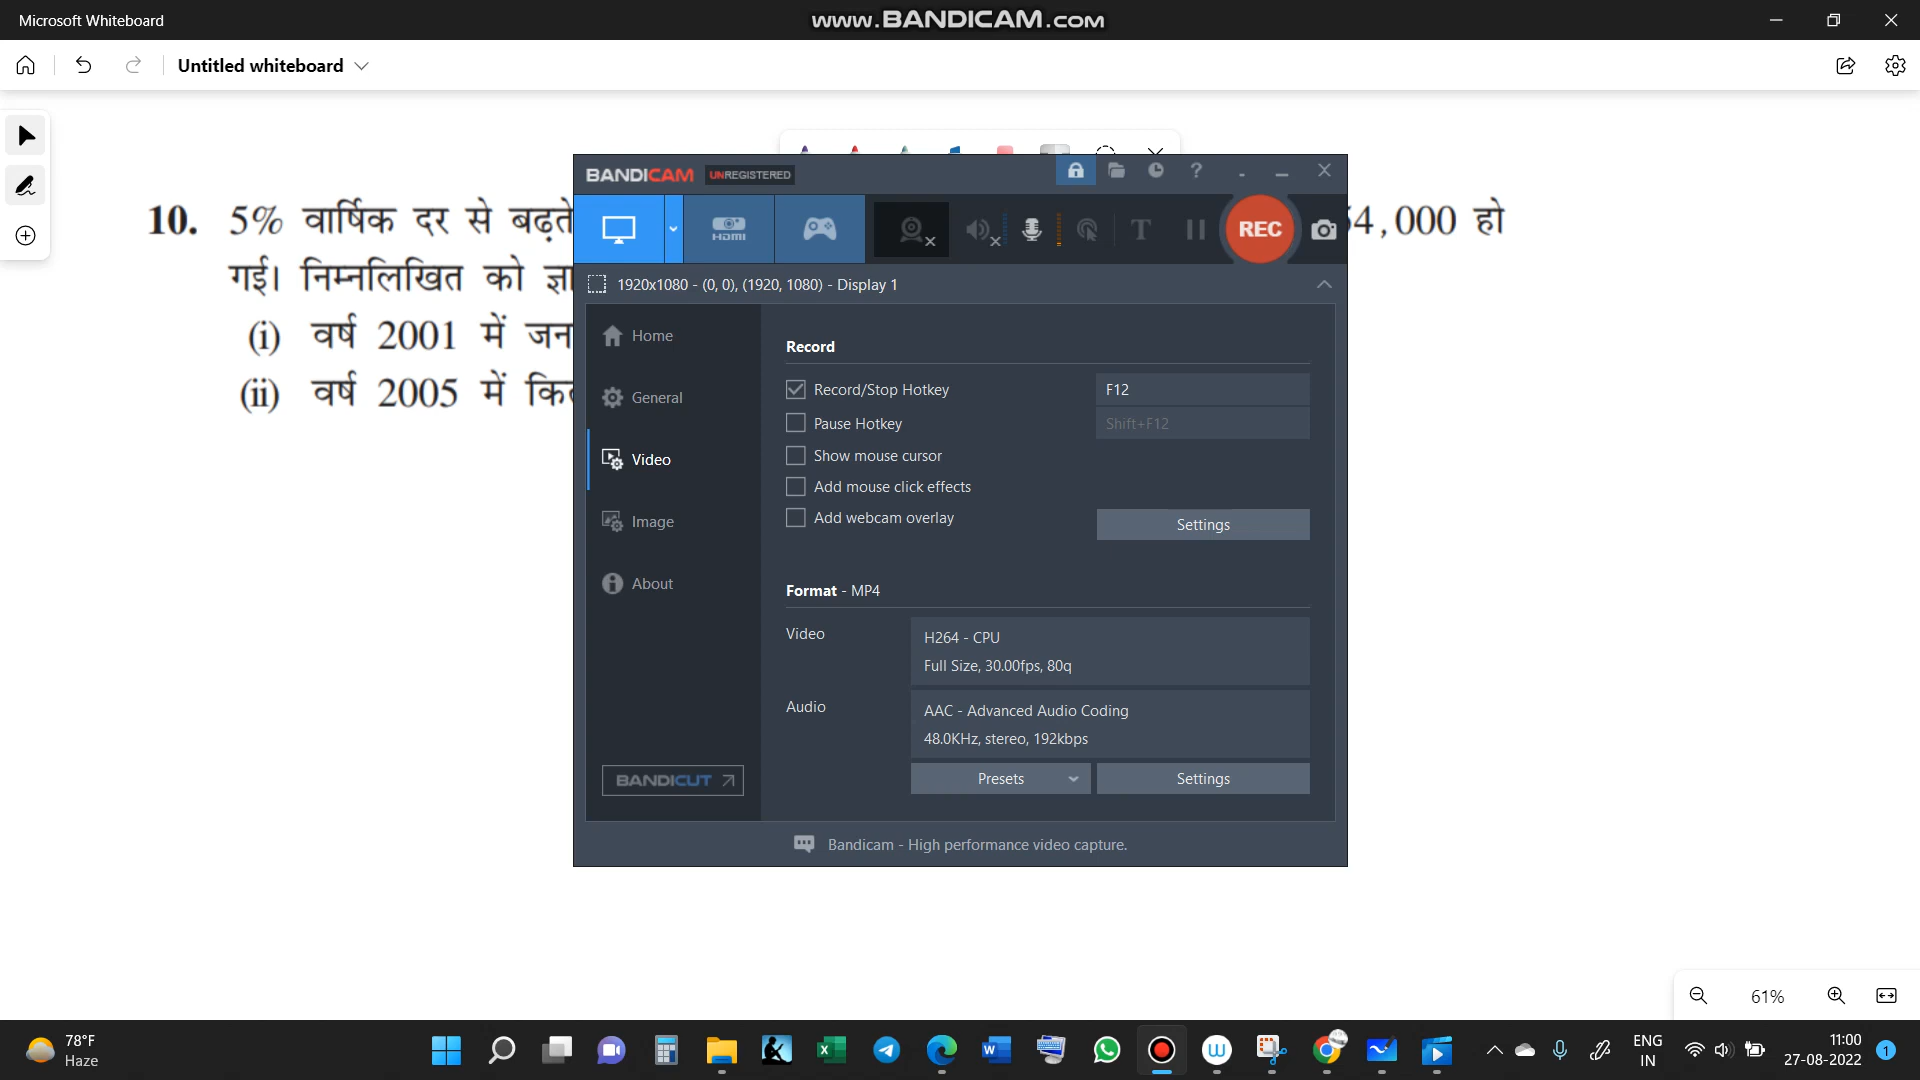 Microsoft Whiteboard
www.BANDICAM.com
Untitled whiteboard
10. 5% वार्षिक दर से बढ़ते
4,000 हो
गई। निम्नलिखित को
(i) वर्ष 2001 में
(ii) वर्ष 2005 में
BANDICAM UNREGISTERED
HDMI
REC
1920x1080 - (0, 0), (1920, 1080) - Display 1
Home
General
Video
Image
About
BANDICUT
Record
Record/Stop Hotkey
F12
Pause Hotkey
Shift+F12
Show mouse cursor
Add mouse click effects
Add webcam overlay
Settings
Format - MP4
Video
H264 - CPU
Full Size, 30.00fps, 80q
Audio
AAC - Advanced Audio Coding
48.0KHz, stereo, 192kbps
Presets
Settings
Bandicam - High performance video capture.
61%
78°F
Haze
ENG
IN
11:00
27-08-2022
1